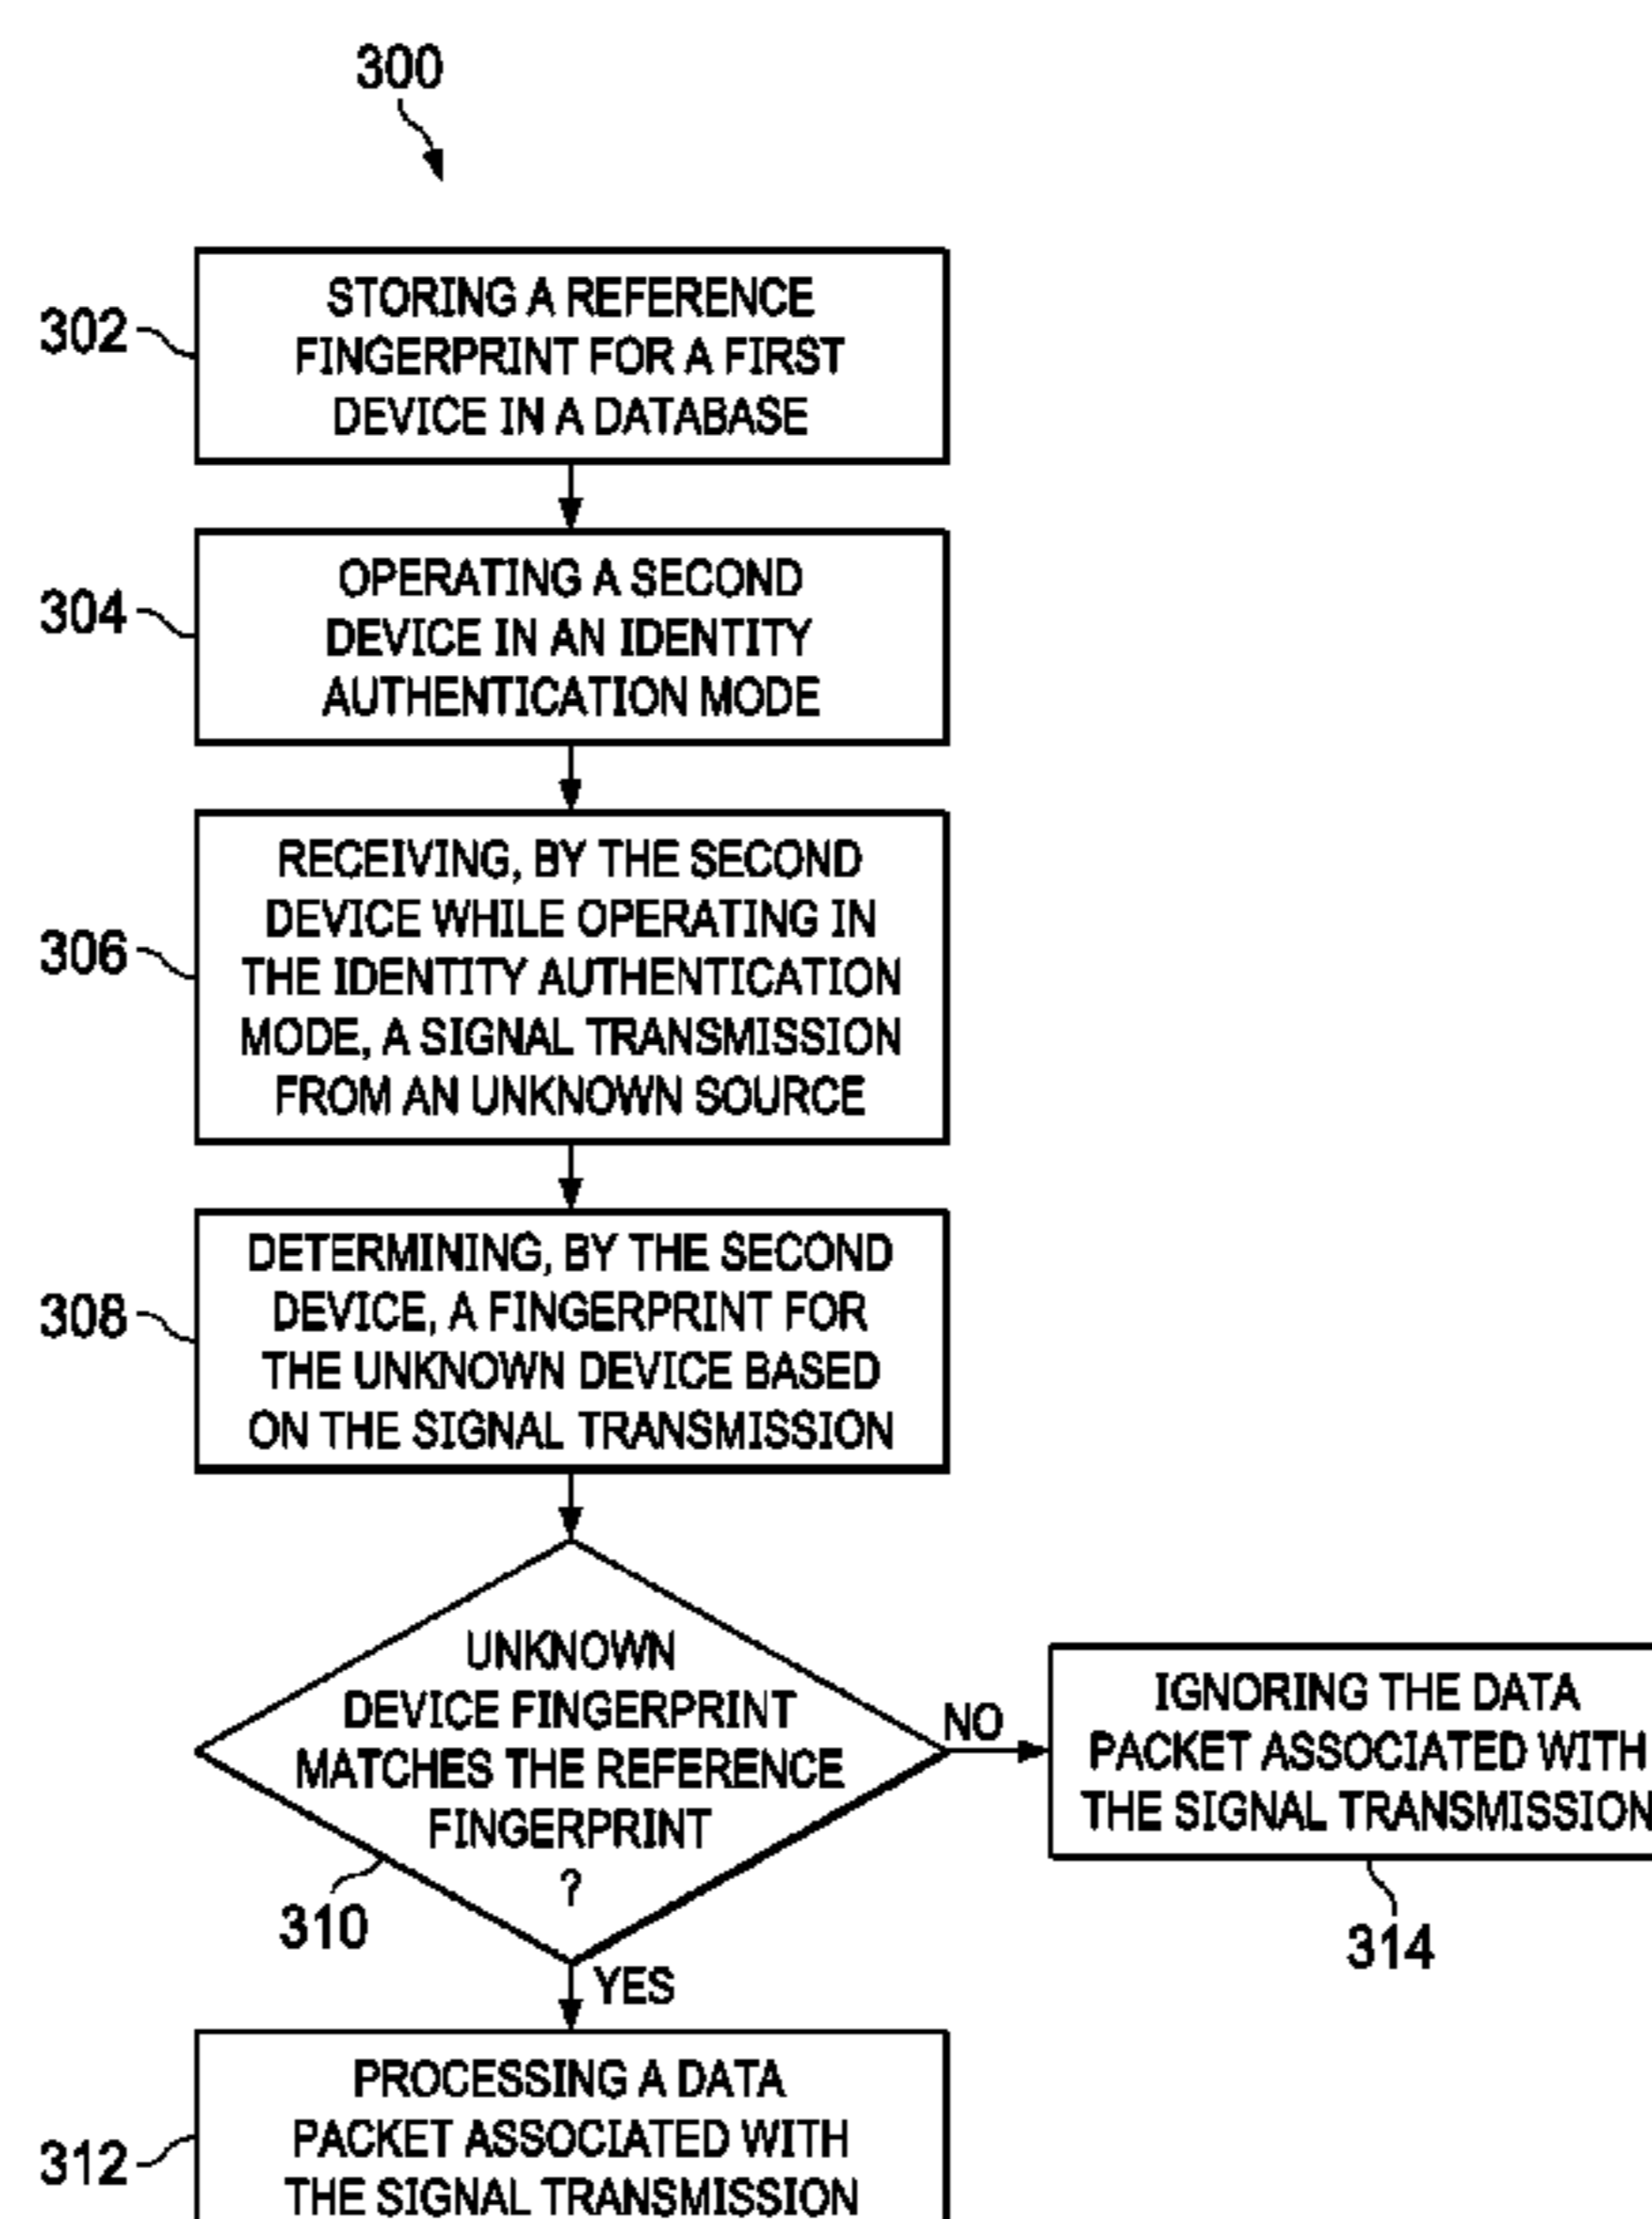 300
302
STORING A REFERENCE
FINGERPRINT FOR A FIRST
DEVICE IN A DATABASE
304
OPERATING A SECOND
DEVICE IN AN IDENTITY
AUTHENTICATION MODE
306
RECEIVING, BY THE SECOND
DEVICE WHILE OPERATING IN
THE IDENTITY AUTHENTICATION
MODE, A SIGNAL TRANSMISSION
FROM AN UNKNOWN SOURCE
308
DETERMINING, BY THE SECOND
DEVICE, A FINGERPRINT FOR
THE UNKNOWN DEVICE BASED
ON THE SIGNAL TRANSMISSION
UNKNOWN
DEVICE FINGERPRINT
MATCHES THE REFERENCE
FINGERPRINT
?
310
NO
IGNORING THE DATA
PACKET ASSOCIATED WITH
THE SIGNAL TRANSMISSION
314
YES
312
PROCESSING A DATA
PACKET ASSOCIATED WITH
THE SIGNAL TRANSMISSION